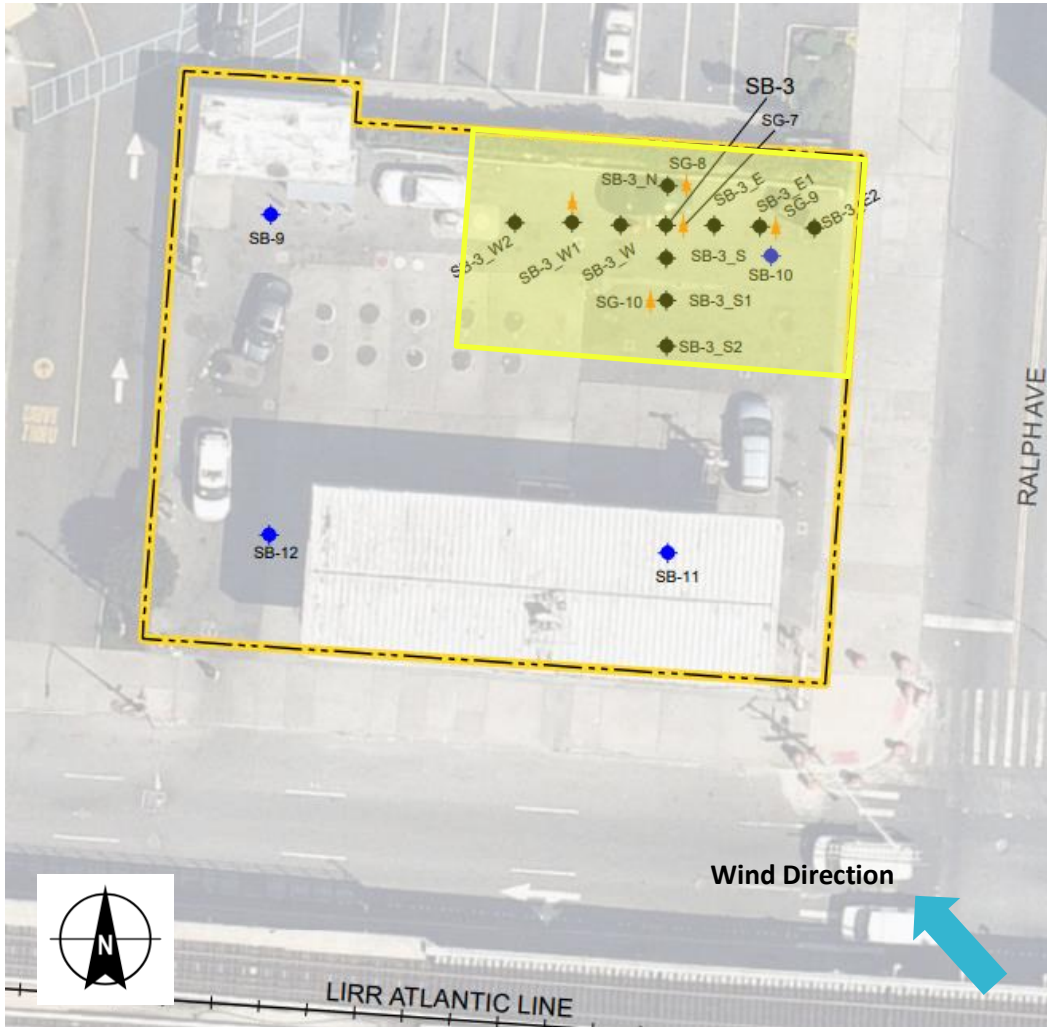 SB-3
SG-7
SG-8
SB-3_N
SB-3_E
SB-3_E1
SG-9
SB-3_E2
SB-9
SB-3_W2
SB-3_W1
SB-3_W
SB-3_S
SB-10
SG-10
SB-3_S1
SB-3_S2
RALPH AVE
SB-12
SB-11
Wind Direction
N
LIRR ATLANTIC LINE